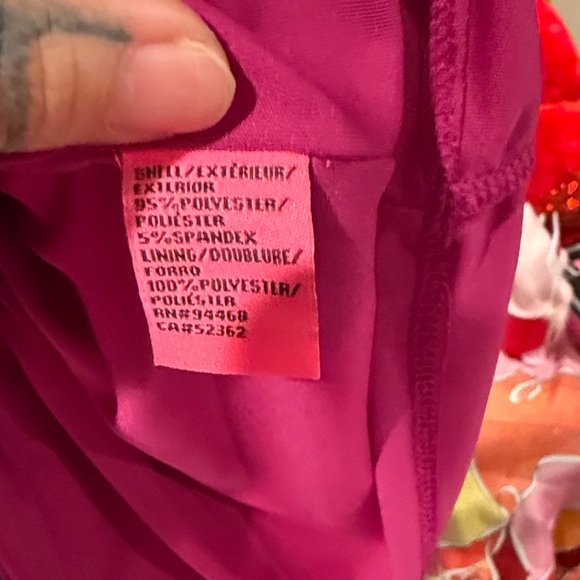 SHELL/EXTÉRIEUR/
EXTERIOR
95%POLYESTER/
POLIÉSTER
5%SPANDEX
LINING/DOUBLURE/
FORRO
100%POLYESTER/
POLIÉSTER
RN#94468
CA#52362